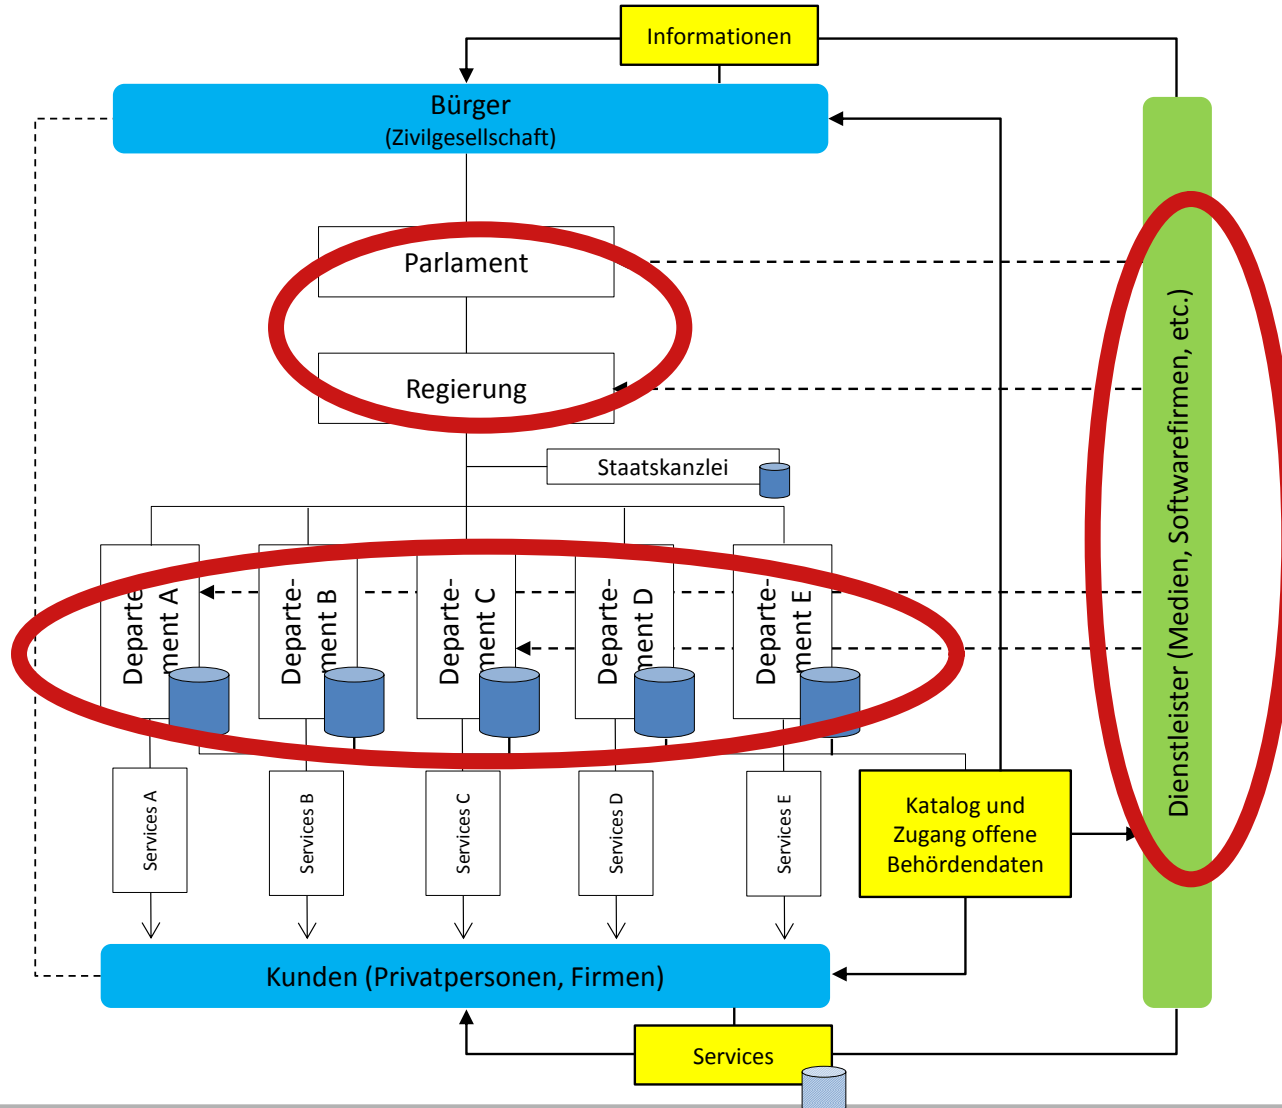 Informationen
Bürger
(Zivilgesellschaft)
Parlament
Regierung
Staatskanzlei
Departe-
ment A
Departe-
ment B
Departe-
ment C
Departe-
ment D
Departe-
ment E
Dienstleister (Medien, Softwarefirmen, etc.)
Services A
Services B
Services C
Services D
Services E
Katalog und
Zugang offene
Behördendaten
Kunden (Privatpersonen, Firmen)
Services